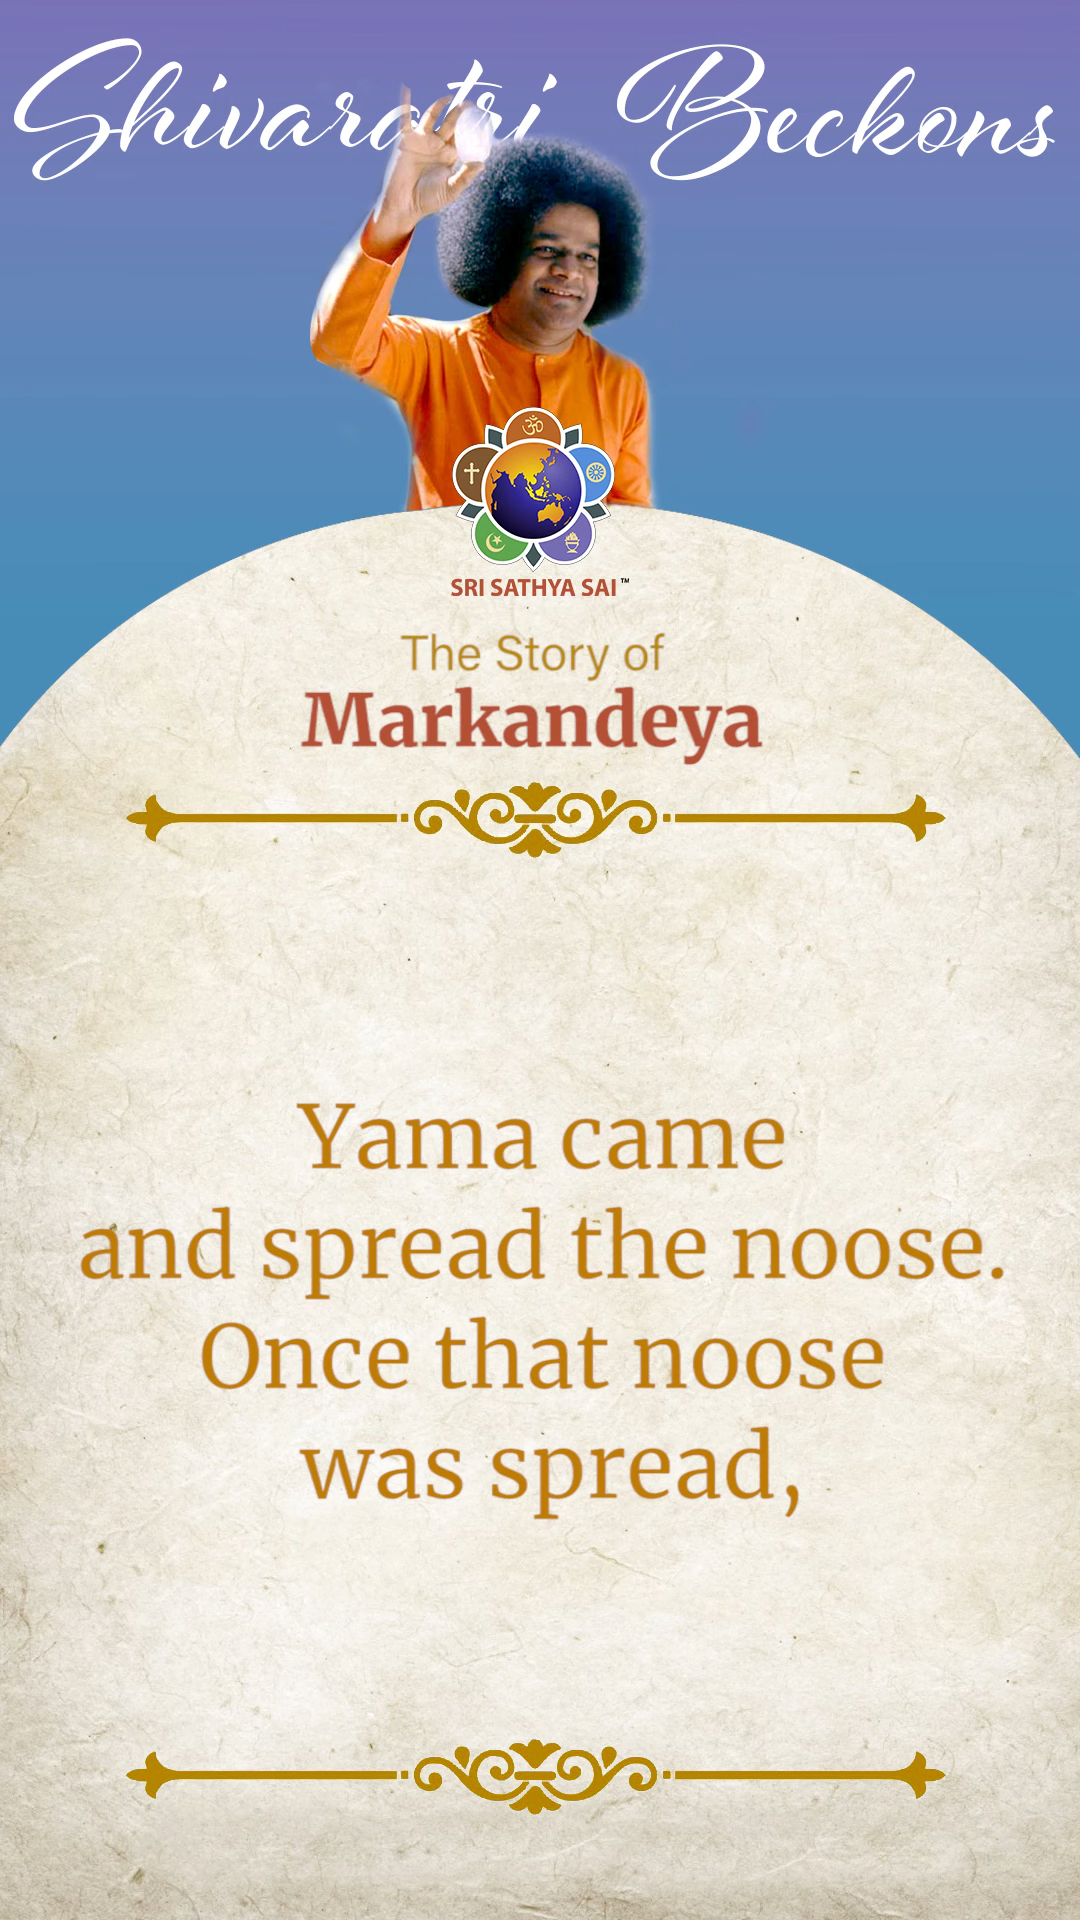 Shivaratri Beckons
SRI SATHYA SAI™
The Story of
Markandeya
Yama came
and spread the noose.
Once that noose
was spread,